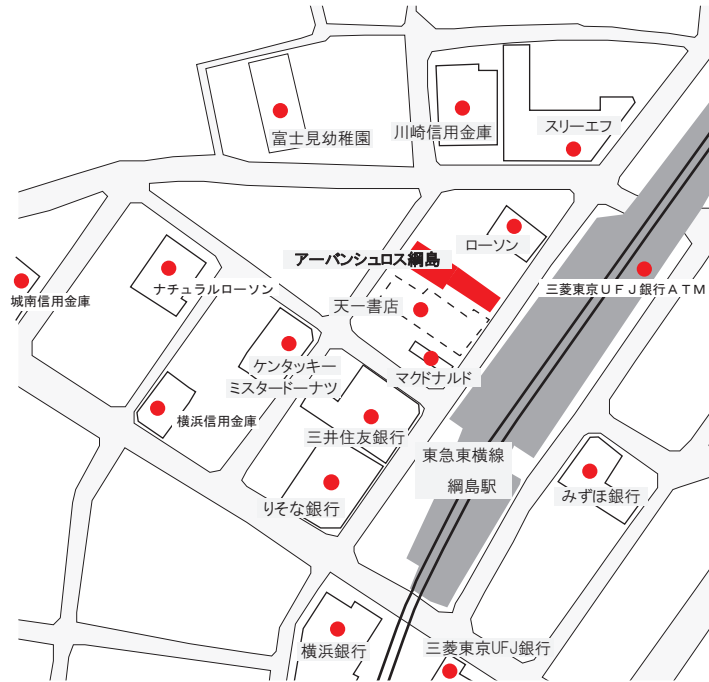 スリーエフ
川崎信用金庫
富士見幼稚園
ローソン
アーバンシュロス綱島
ナチュラルローソン
三菱東京UFJ銀行ATM
城南信用金庫
天一書店
ケンタッキー
ミスタードーナツ
マクドナルド
横浜信用金庫
三井住友銀行
東急東横線
綱島駅
みずほ銀行
りそな銀行
横浜銀行
三菱東京UFJ銀行